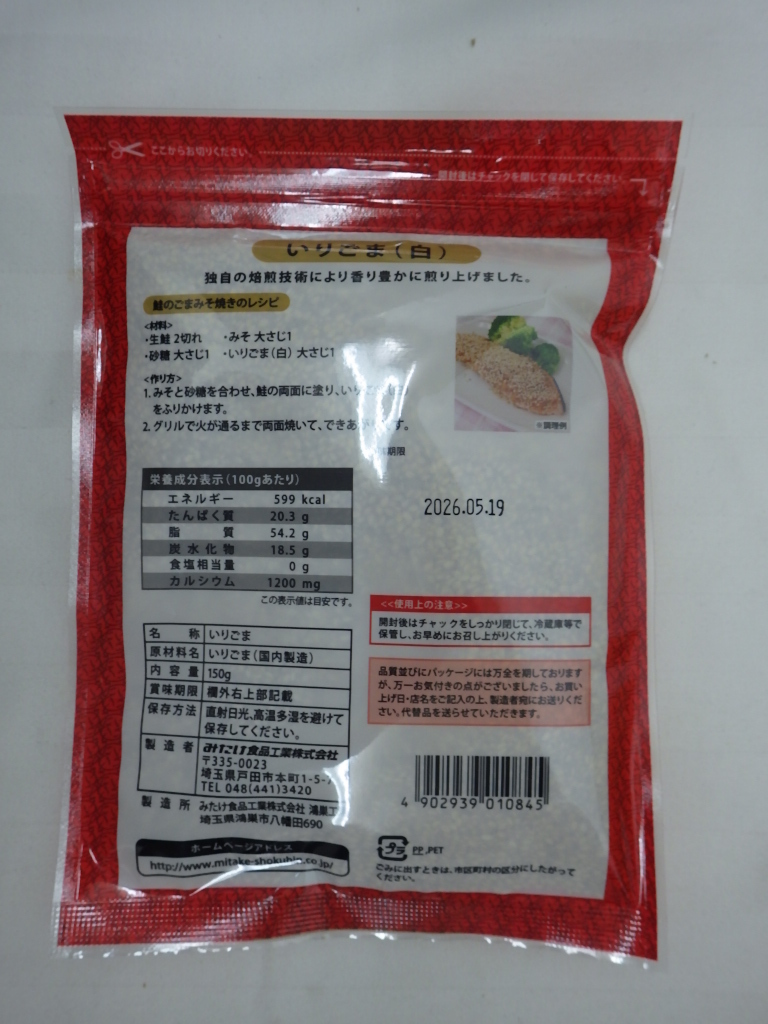 ここからお切りください。
開封後はチャックを閉じて保存してください。
いりごま(白)
独自の焙煎技術により香り豊かに煎り上げました。
鮭のごまみそ焼きのレシピ
<材料>
・生鮭 2切れ ・みそ 大さじ1
・砂糖 大さじ1 ・いりごま(白) 大さじ1
<作り方>
1. みそと砂糖を合わせ、鮭の両面に塗り、いり
をふりかけます。
2. グリルで火が通るまで両面焼いて、できあがりです。
※調理例
期限
2026.05.19
栄養成分表示(100gあたり)
エネルギー 599 kcal
たんぱく質 20.3 g
脂質 54.2 g
炭水化物 18.5 g
食塩相当量 0 g
カルシウム 1200 mg
この表示値は目安です。
<<使用上の注意>>
開封後はチャックをしっかり閉じて、冷蔵庫等で
保管し、お早めにお召し上がりください。
名称 いりごま
原材料名 いりごま(国内製造)
内容量 150g
賞味期限 欄外右上部記載
保存方法 直射日光、高温多湿を避けて
保存してください。
製造者 みたけ食品工業株式会社
〒335-0023
埼玉県戸田市本町1-5-
TEL 048(441)3420
製造所 みたけ食品工業株式会社 鴻巣工
埼玉県鴻巣市八幡田690
品質並びにパッケージには万全を期しております
が、万一お気付きの点がございましたら、お買い
上げ日・店名をご記入の上、製造者宛にお送りくだ
さい。代替品を送らせていただきます。
4 902939 010845
ホームページアドレス
http://www.mitake-shokuhin.co.jp/
プラ PP,PET
ごみに出すときは、市区町村の区分にしたがって
ください。